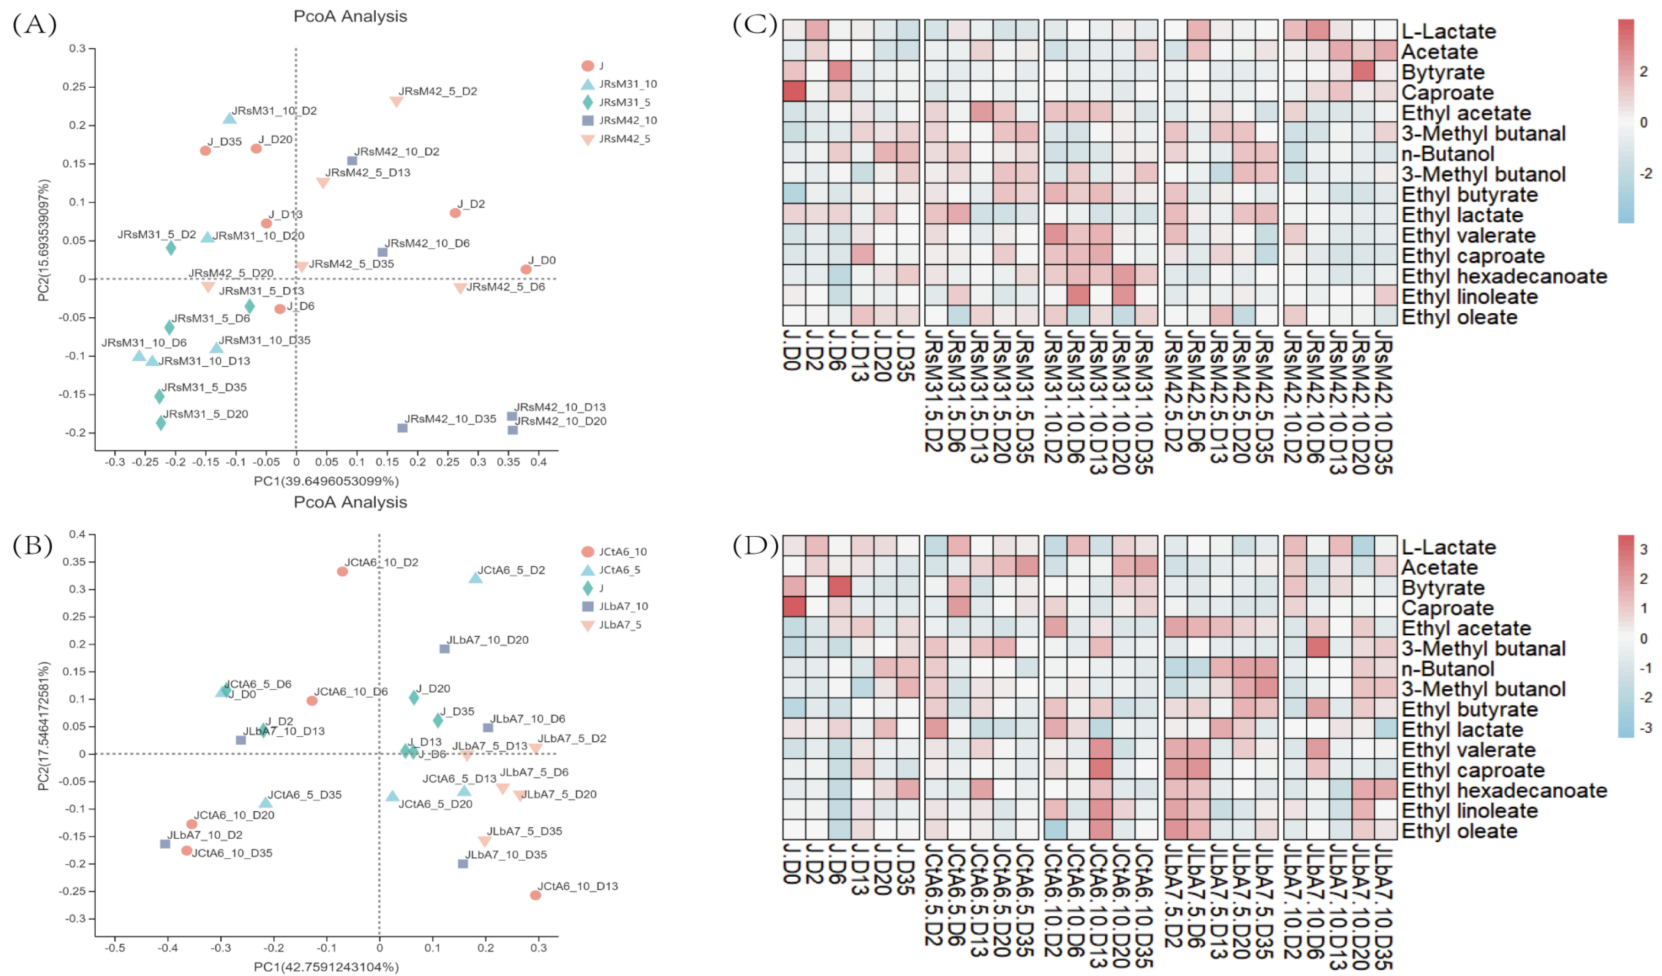 (A)
PcoA Analysis
PC2(15.6935390970%)
0.3
0.25
0.2
0.15
0.1
0.05
0
-0.05
-0.1
-0.15
-0.2
JRsM42_5_D2
JRsM31_10_D2
J_D35
J_D20
JRsM42_10_D2
JRsM42_5_D13
J_D2
J_D13
JRsM31_5_D2
JRsM31_10_D20
JRsM42_10_D6
JRsM42_5_D35
J_D0
JRsM42_5_D20
JRsM42_5_D6
JRsM31_5_D13
J_D6
JRsM31_5_D6
JRsM31_10_D6
JRsM31_10_D35
JRsM31_10_D13
JRsM31_5_D35
JRsM31_5_D20
JRsM42_10_D35
JRsM42_10_D13
JRsM42_10_D20
J
JRsM31_10
JRsM31_5
JRsM42_10
JRsM42_5
-0.3 -0.25 -0.2 -0.15 -0.1 -0.05 0 0.05 0.1 0.15 0.2 0.25 0.3 0.35 0.4
PC1(39.6496053099%)
(B)
PcoA Analysis
PC2(17.5464172581%)
0.4
0.35
0.3
0.25
0.2
0.15
0.1
0.05
0
-0.05
-0.1
-0.15
-0.2
-0.25
-0.3
JCtA6_10_D2
JCtA6_5_D2
JLbA7_10_D20
JCtA6_5_D6
J_D0
JCtA6_10_D6
J_D20
J_D35
J_D2
JLbA7_10_D13
JLbA7_10_D6
J_D13
J_D6
JLbA7_5_D13
JLbA7_5_D2
JCtA6_5_D13
JLbA7_5_D6
JLbA7_5_D20
JCtA6_5_D35
JCtA6_5_D20
JCtA6_10_D20
JLbA7_10_D2
JCtA6_10_D35
JLbA7_5_D35
JLbA7_10_D35
JCtA6_10_D13
JCtA6_10
JCtA6_5
J
JLbA7_10
JLbA7_5
-0.5 -0.4 -0.3 -0.2 -0.1 0 0.1 0.2 0.3
PC1(42.7591243104%)
(C)
L-Lactate
Acetate
Bytyrate
Caproate
Ethyl acetate
3-Methyl butanal
n-Butanol
3-Methyl butanol
Ethyl butyrate
Ethyl lactate
Ethyl valerate
Ethyl caproate
Ethyl hexadecanoate
Ethyl linoleate
Ethyl oleate
2
0
-2
J.D0
J.D2
J.D6
J.D13
J.D20
J.D35
JRsM31.5.D2
JRsM31.5.D6
JRsM31.5.D13
JRsM31.5.D20
JRsM31.5.D35
JRsM31.10.D2
JRsM31.10.D6
JRsM31.10.D13
JRsM31.10.D20
JRsM31.10.D35
JRsM42.5.D2
JRsM42.5.D6
JRsM42.5.D13
JRsM42.5.D20
JRsM42.5.D35
JRsM42.10.D2
JRsM42.10.D6
JRsM42.10.D13
JRsM42.10.D20
JRsM42.10.D35
(D)
L-Lactate
Acetate
Bytyrate
Caproate
Ethyl acetate
3-Methyl butanal
n-Butanol
3-Methyl butanol
Ethyl butyrate
Ethyl lactate
Ethyl valerate
Ethyl caproate
Ethyl hexadecanoate
Ethyl linoleate
Ethyl oleate
3
2
1
0
-1
-2
-3
J.D0
J.D2
J.D6
J.D13
J.D20
J.D35
JCtA6.5.D2
JCtA6.5.D6
JCtA6.5.D13
JCtA6.5.D20
JCtA6.5.D35
JCtA6.10.D2
JCtA6.10.D6
JCtA6.10.D13
JCtA6.10.D20
JCtA6.10.D35
JLbA7.5.D2
JLbA7.5.D6
JLbA7.5.D13
JLbA7.5.D20
JLbA7.5.D35
JLbA7.10.D2
JLbA7.10.D6
JLbA7.10.D13
JLbA7.10.D20
JLbA7.10.D35